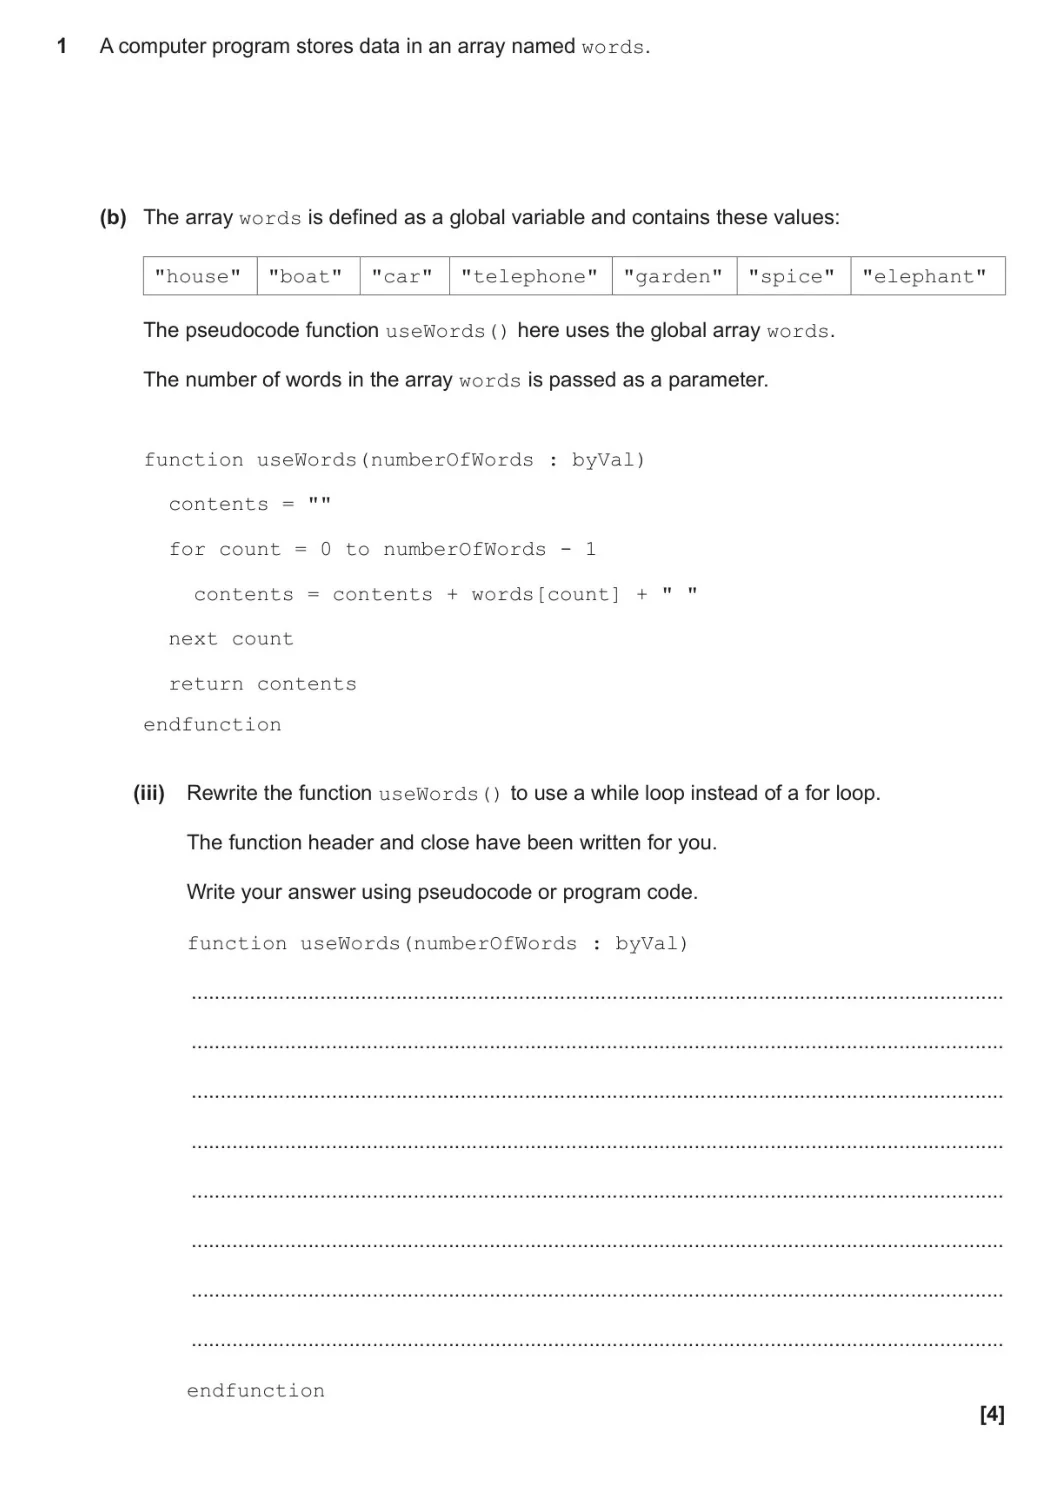 1 A computer program stores data in an array named words.
(b) The array words is defined as a global variable and contains these values:
"house" "boat" "car" "telephone" "garden" "spice" "elephant"
The pseudocode function useWords() here uses the global array words.
The number of words in the array words is passed as a parameter.
function useWords(numberOfWords : byVal)
contents = ""
for count = 0 to numberOfWords - 1
contents = contents + words[count] + " "
next count
return contents
endfunction
(iii) Rewrite the function useWords() to use a while loop instead of a for loop.
The function header and close have been written for you.
Write your answer using pseudocode or program code.
function useWords(numberOfWords : byVal)
endfunction
[4]